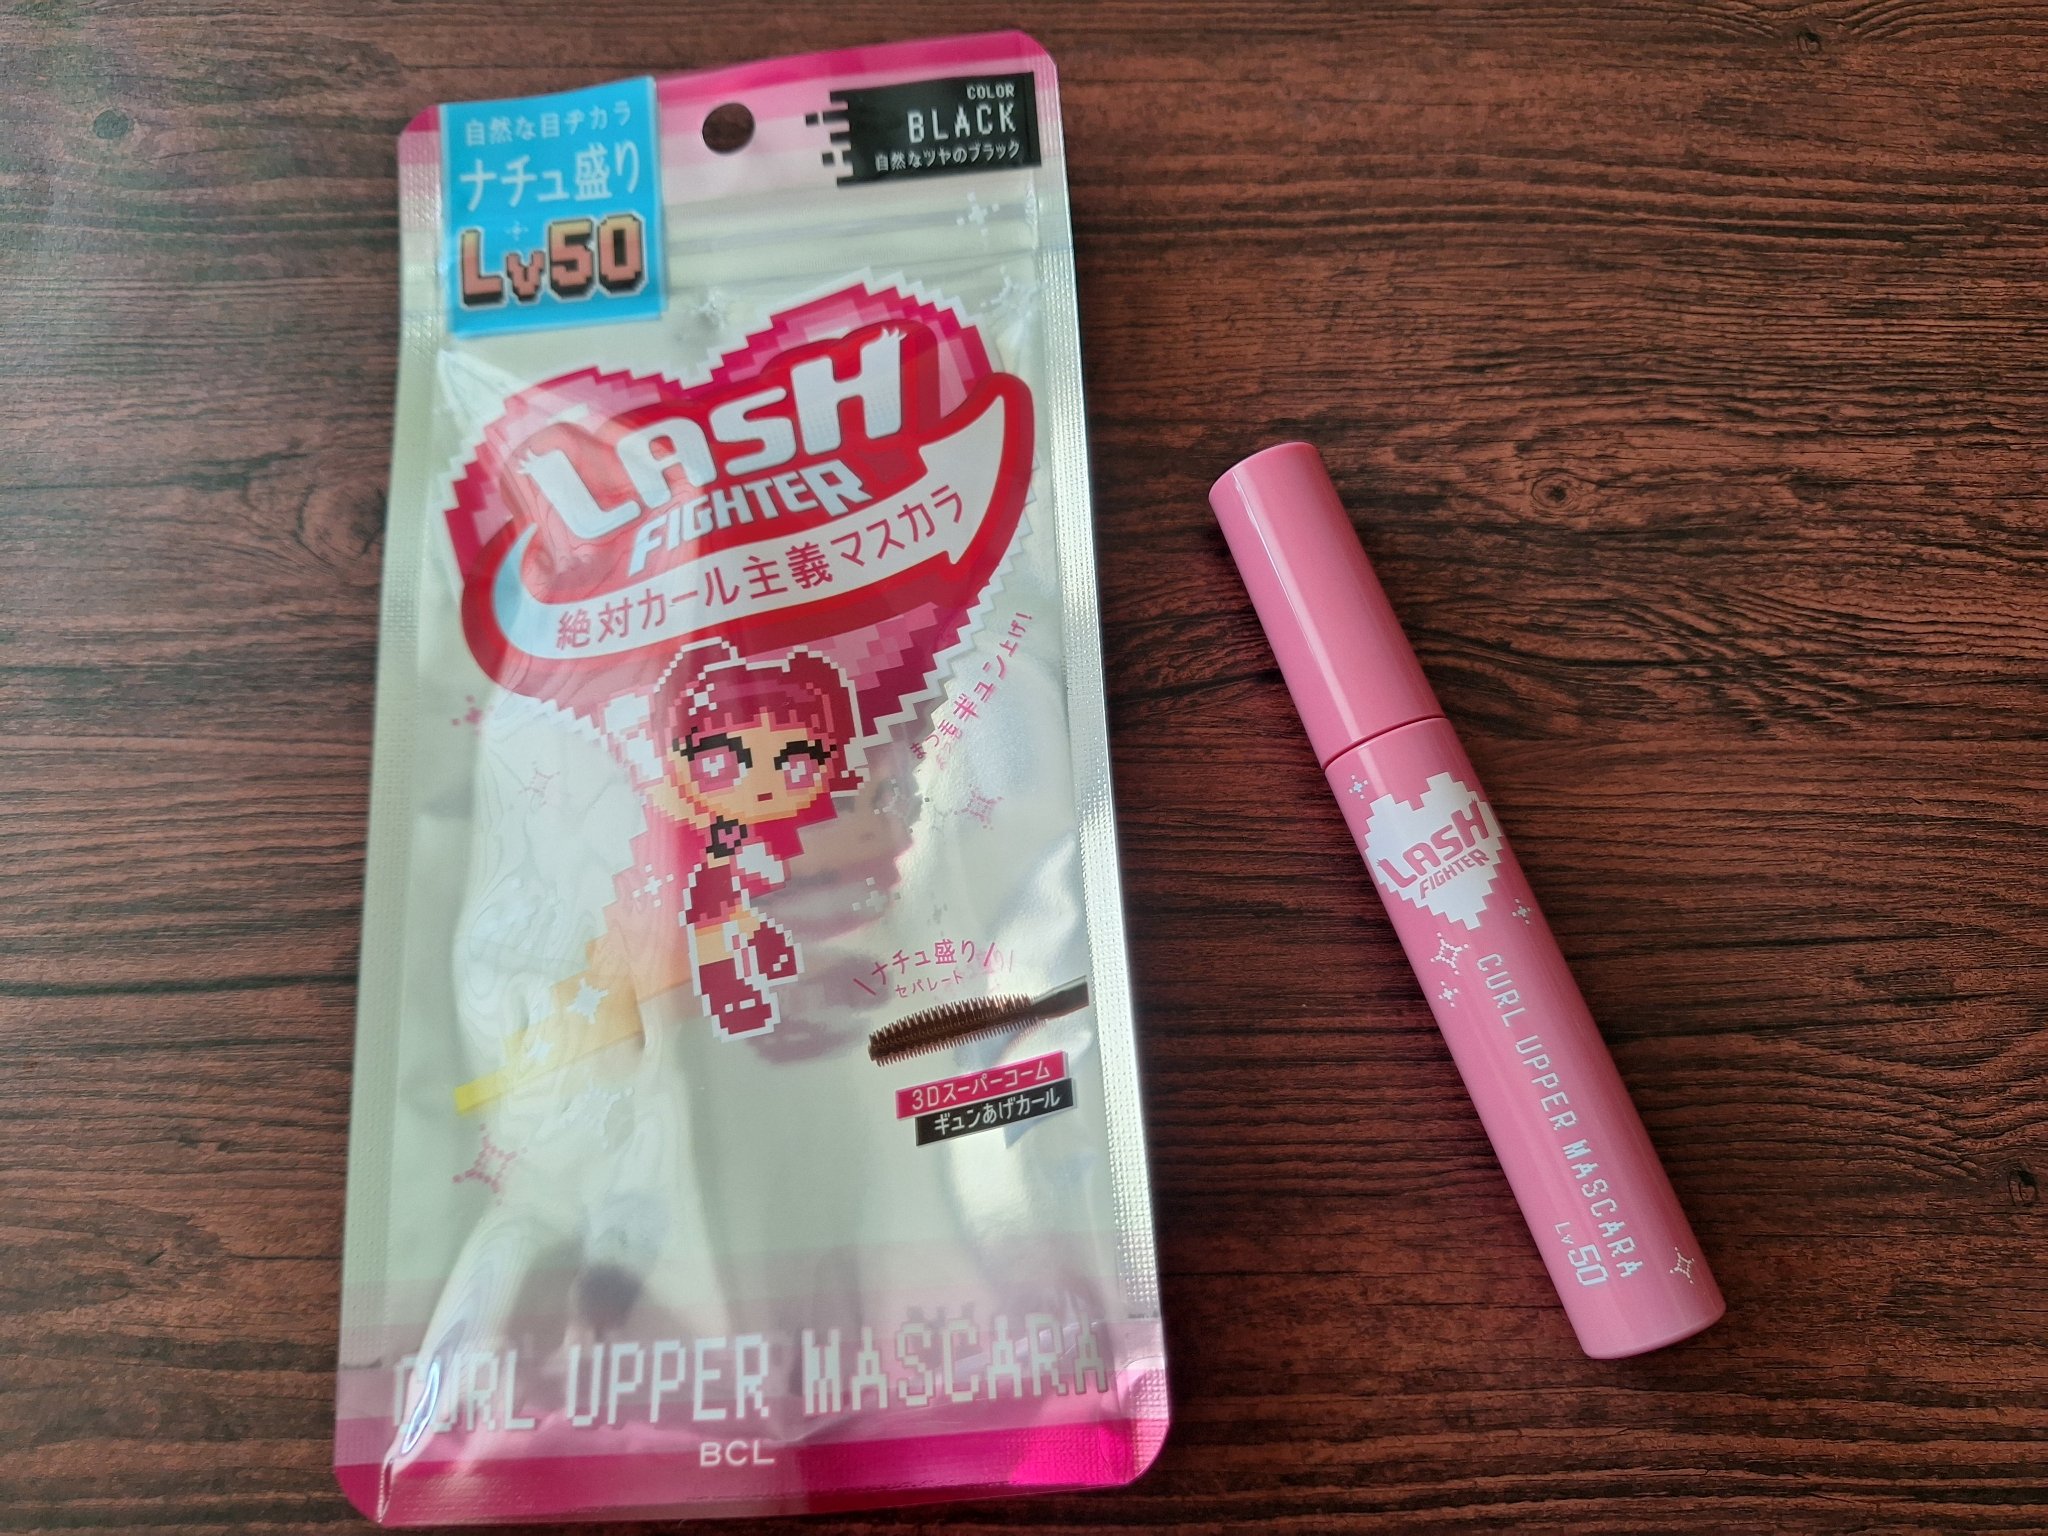 自然な目ヂカラ
ナチュ盛り
Lv50
COLOR
BLACK
自然なツヤのブラック
LASH
FIGHTER
絶対カール主義マスカラ
まつ毛ギュン上げ!
\ナチュ盛り/
セパレート
3Dスーパーコーム
ギュンあげカール
CURL UPPER MASCARA
BCL
LASH
FIGHTER
CURL UPPER MASCARA
Lv50